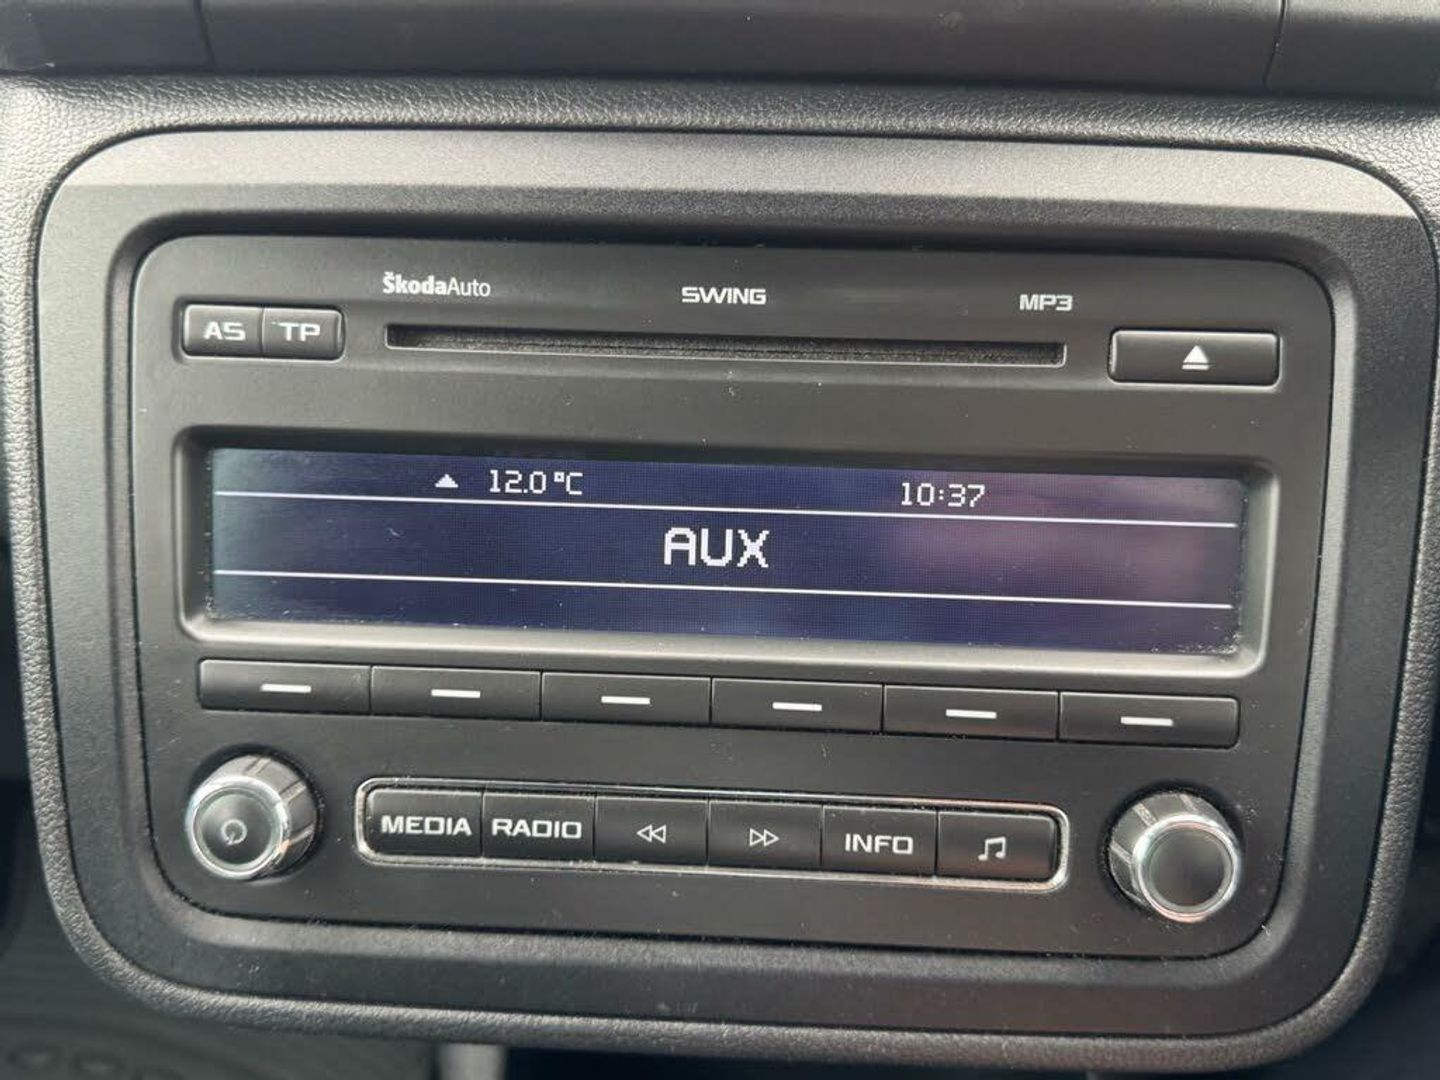 ŠkodaAuto SWING MP3
AS TP
12.0 °C 10:37
AUX
MEDIA RADIO INFO